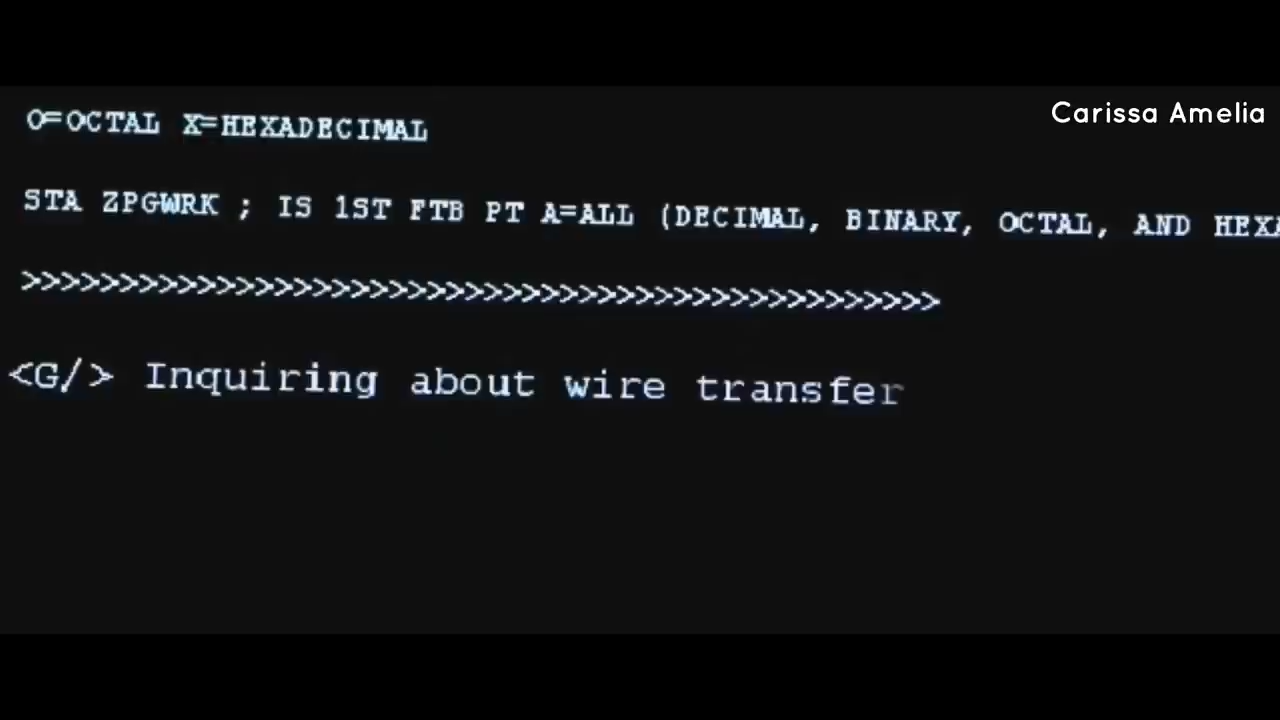 Carissa Amelia
O=OCTAL X=HEXADECIMAL
STA ZPGWRK ; IS 1ST FTB PT A=ALL (DECIMAL, BINARY, OCTAL, AND
>>>>>>>>>>>>>>>>>>>>>>>>>>>>>>>>>>>>>>>>>>>>>>>>
<G/> Inquiring about wire transfer